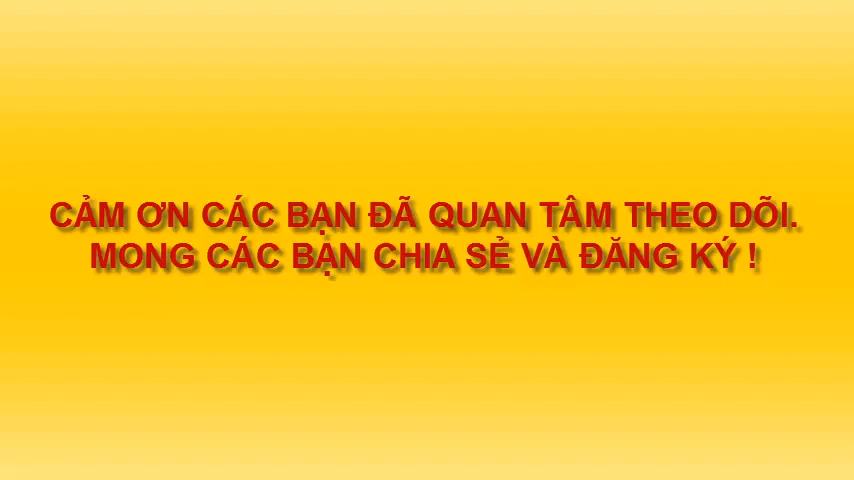 CẢM ƠN CÁC BẠN ĐÃ QUAN TÂM THEO DÕI.
MONG CÁC BẠN CHIA SẺ VÀ ĐĂNG KÝ !